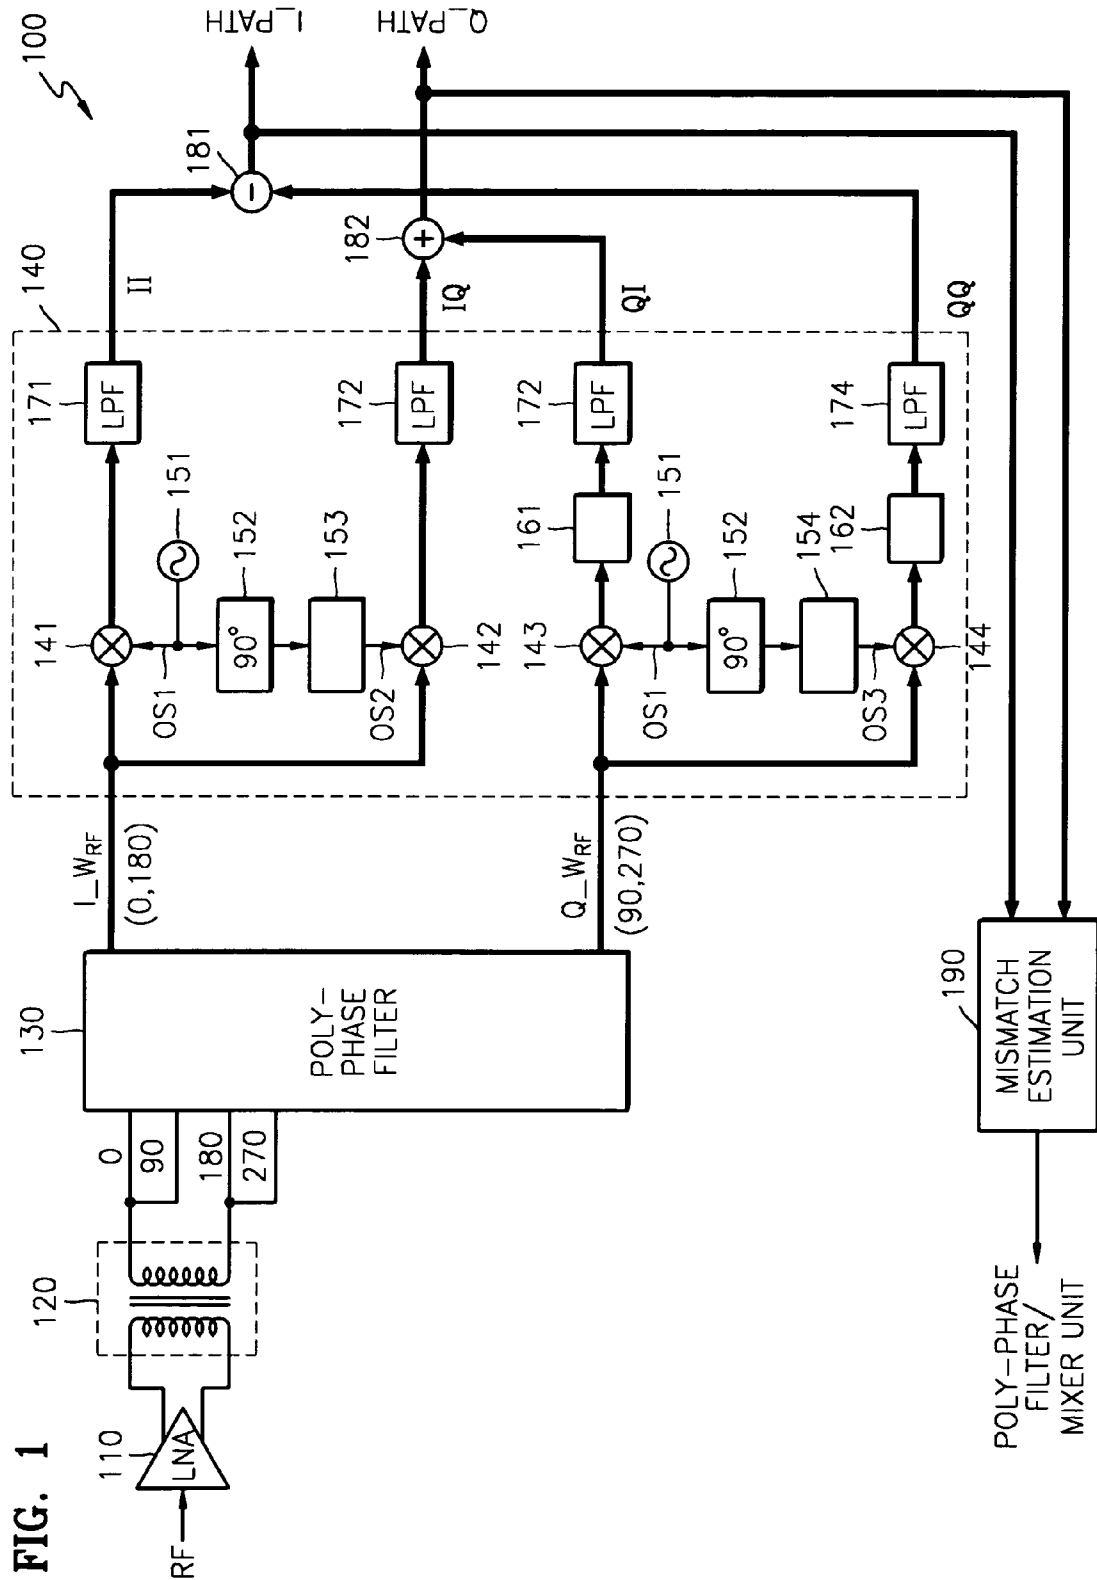 FIG. 1
100
RF
110
LNA
120
0
90
180
270
130
POLY-
PHASE
FILTER
I_WRF
(0,180)
Q_WRF
(90,270)
140
141
OS1
151
152
90°
153
OS2
142
171
LPF
II
172
LPF
IQ
143
161
172
LPF
QI
OS1
151
152
90°
154
OS3
144
162
174
LPF
QQ
181
−
182
+
I_PATH
Q_PATH
190
MISMATCH
ESTIMATION
UNIT
POLY-PHASE
FILTER/
MIXER UNIT